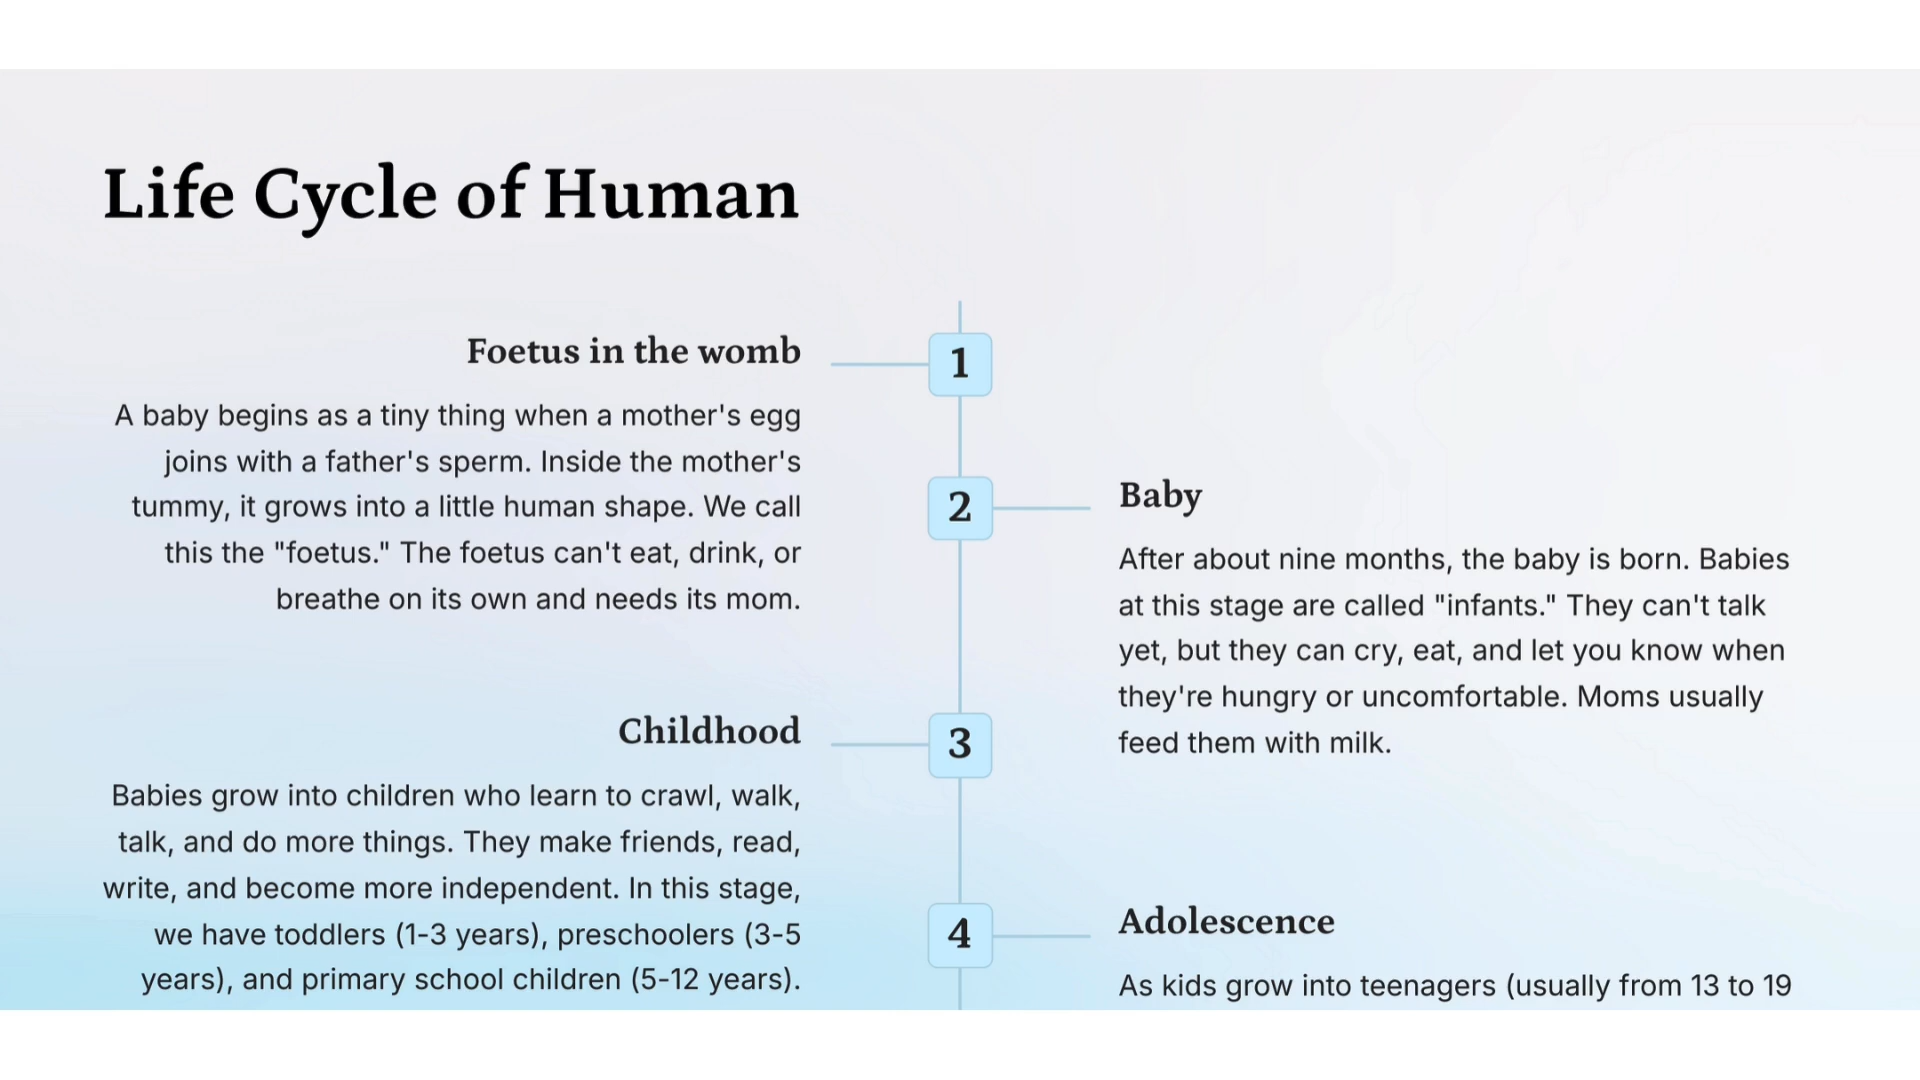 Life Cycle of Human
1
Foetus in the womb
A baby begins as a tiny thing when a mother's egg
joins with a father's sperm. Inside the mother's
tummy, it grows into a little human shape. We call
this the "foetus." The foetus can't eat, drink, or
breathe on its own and needs its mom.
2
Baby
After about nine months, the baby is born. Babies
at this stage are called "infants." They can't talk
yet, but they can cry, eat, and let you know when
they're hungry or uncomfortable. Moms usually
feed them with milk.
3
Childhood
Babies grow into children who learn to crawl, walk,
talk, and do more things. They make friends, read,
write, and become more independent. In this stage,
we have toddlers (1-3 years), preschoolers (3-5
years), and primary school children (5-12 years).
4
Adolescence
As kids grow into teenagers (usually from 13 to 19